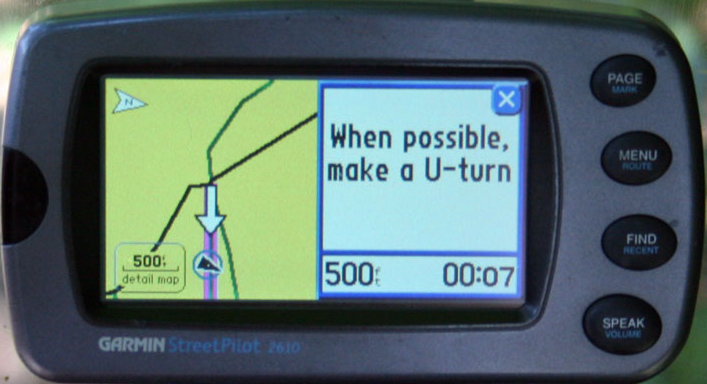 N
When possible,
make a U-turn
500ft
detail map
500ft
00:07
PAGE
MARK
MENU
ROUTE
FIND
RECENT
SPEAK
VOLUME
GARMIN StreetPilot 2610